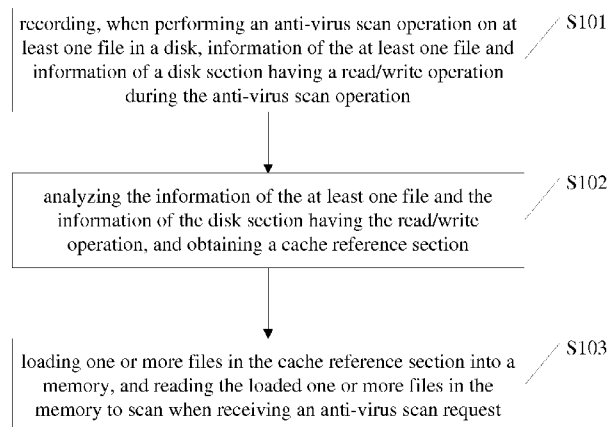 recording, when performing an anti-virus scan operation on at
least one file in a disk, information of the at least one file and
information of a disk section having a read/write operation
during the anti-virus scan operation
S101
analyzing the information of the at least one file and the
information of the disk section having the read/write
operation, and obtaining a cache reference section
S102
loading one or more files in the cache reference section into a
memory, and reading the loaded one or more files in the
memory to scan when receiving an anti-virus scan request
S103